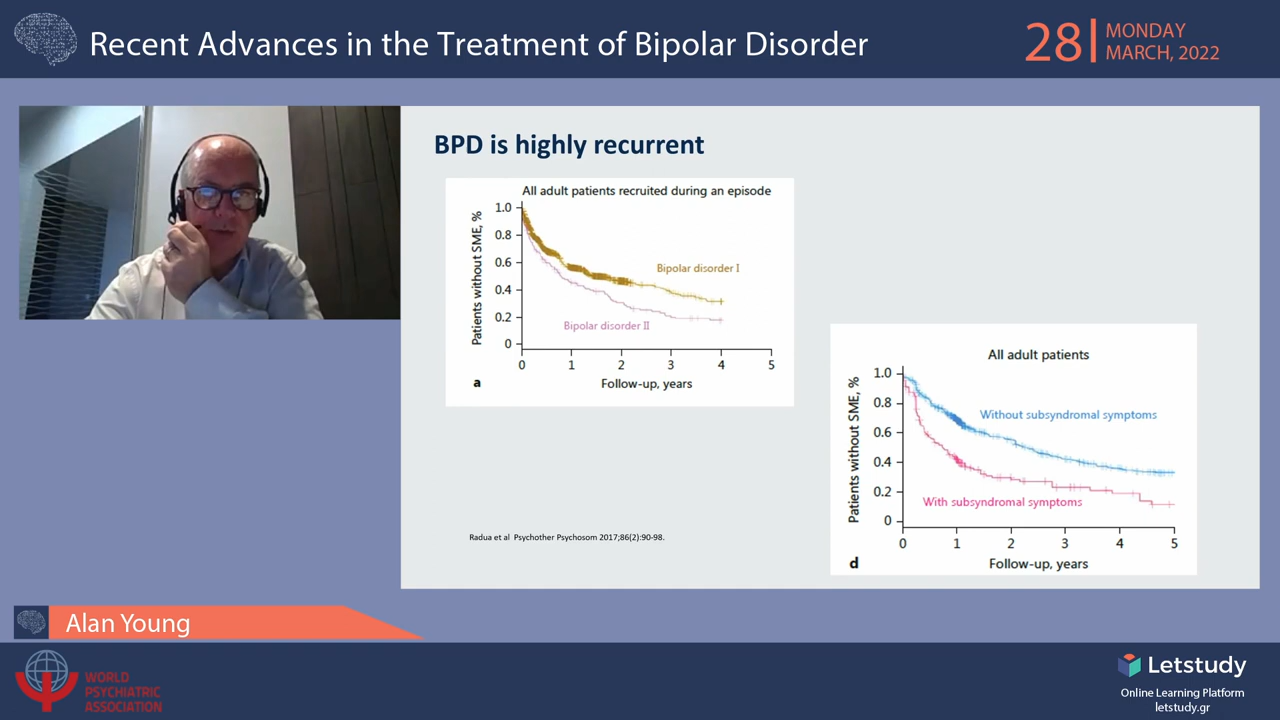 Recent Advances in the Treatment of Bipolar Disorder
28
MONDAY
MARCH, 2022
BPD is highly recurrent
All adult patients recruited during an episode
Patients without SME, %
1.0
0.8
0.6
0.4
0.2
0
Bipolar disorder I
Bipolar disorder II
0 1 2 3 4 5
Follow-up, years
a
All adult patients
Patients without SME, %
1.0
0.8
0.6
0.4
0.2
0
Without subsyndromal symptoms
With subsyndromal symptoms
0 1 2 3 4 5
Follow-up, years
d
Radua et al Psychother Psychosom 2017;86(2):90-98.
Alan Young
WORLD
PSYCHIATRIC
ASSOCIATION
Letstudy
Online Learning Platform
letstudy.gr